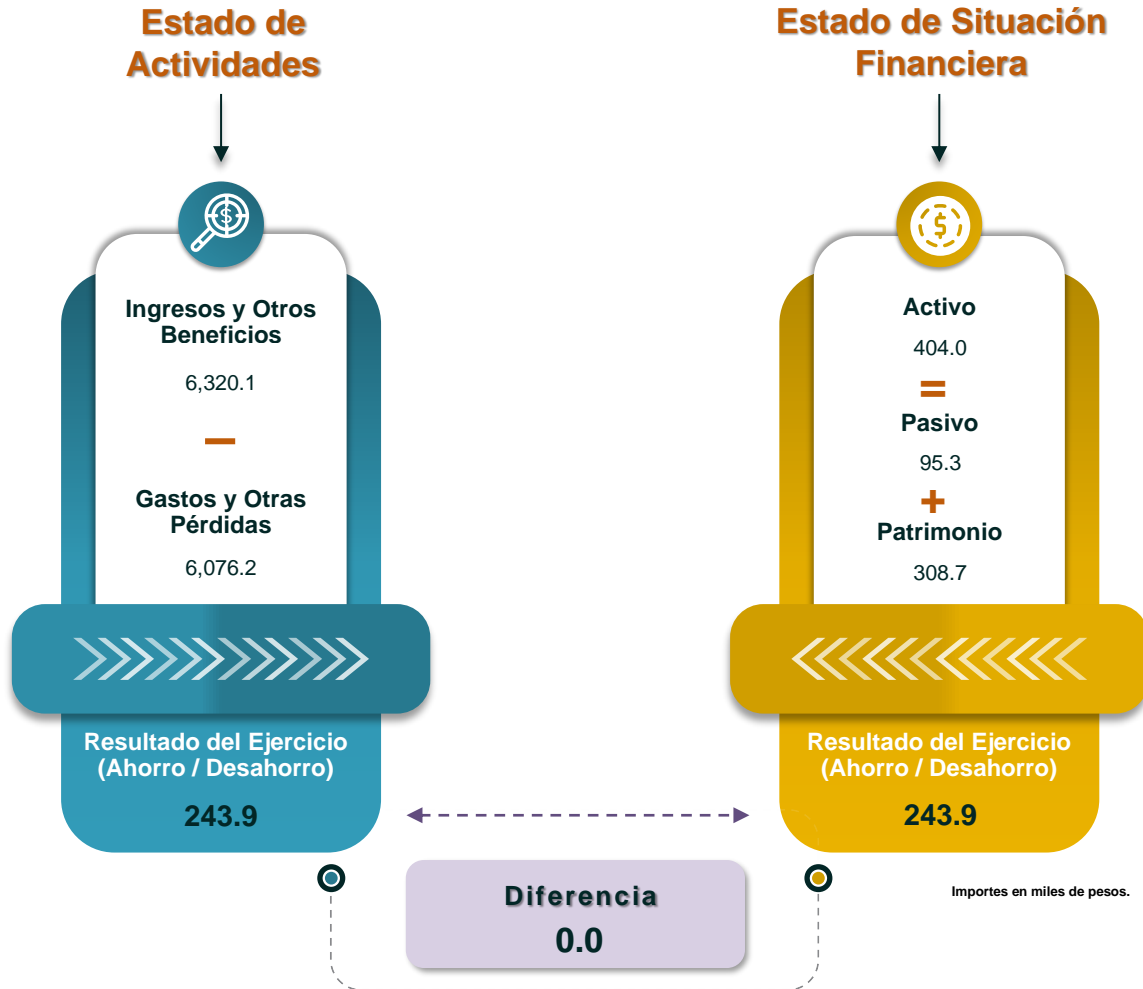 Estado de
Actividades
Ingresos y Otros
Beneficios
6,320.1
–
Gastos y Otras
Pérdidas
6,076.2
Resultado del Ejercicio
(Ahorro / Desahorro)
243.9
Estado de Situación
Financiera
$
Activo
404.0
=
Pasivo
95.3
+
Patrimonio
308.7
Resultado del Ejercicio
(Ahorro / Desahorro)
243.9
Diferencia
0.0
Importes en miles de pesos.